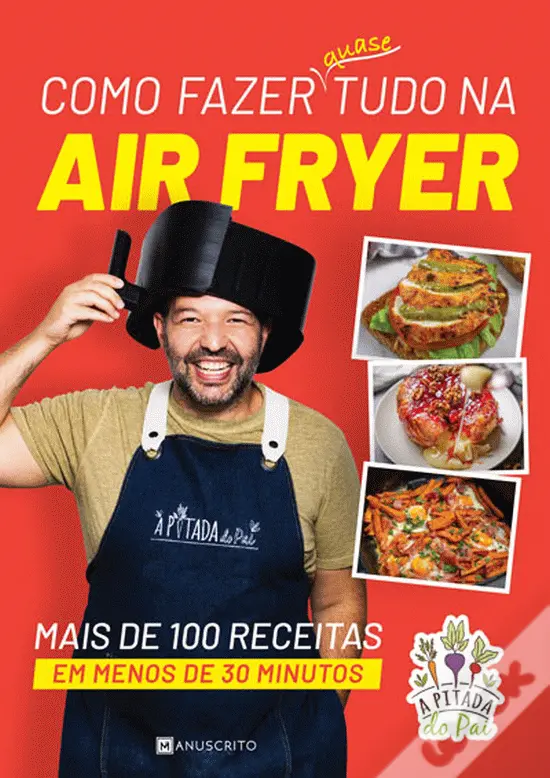 quase
COMO FAZER TUDO NA
AIR FRYER
A PITADA do Pai
MAIS DE 100 RECEITAS
EM MENOS DE 30 MINUTOS
A PITADA
do Pai
MANUSCRITO